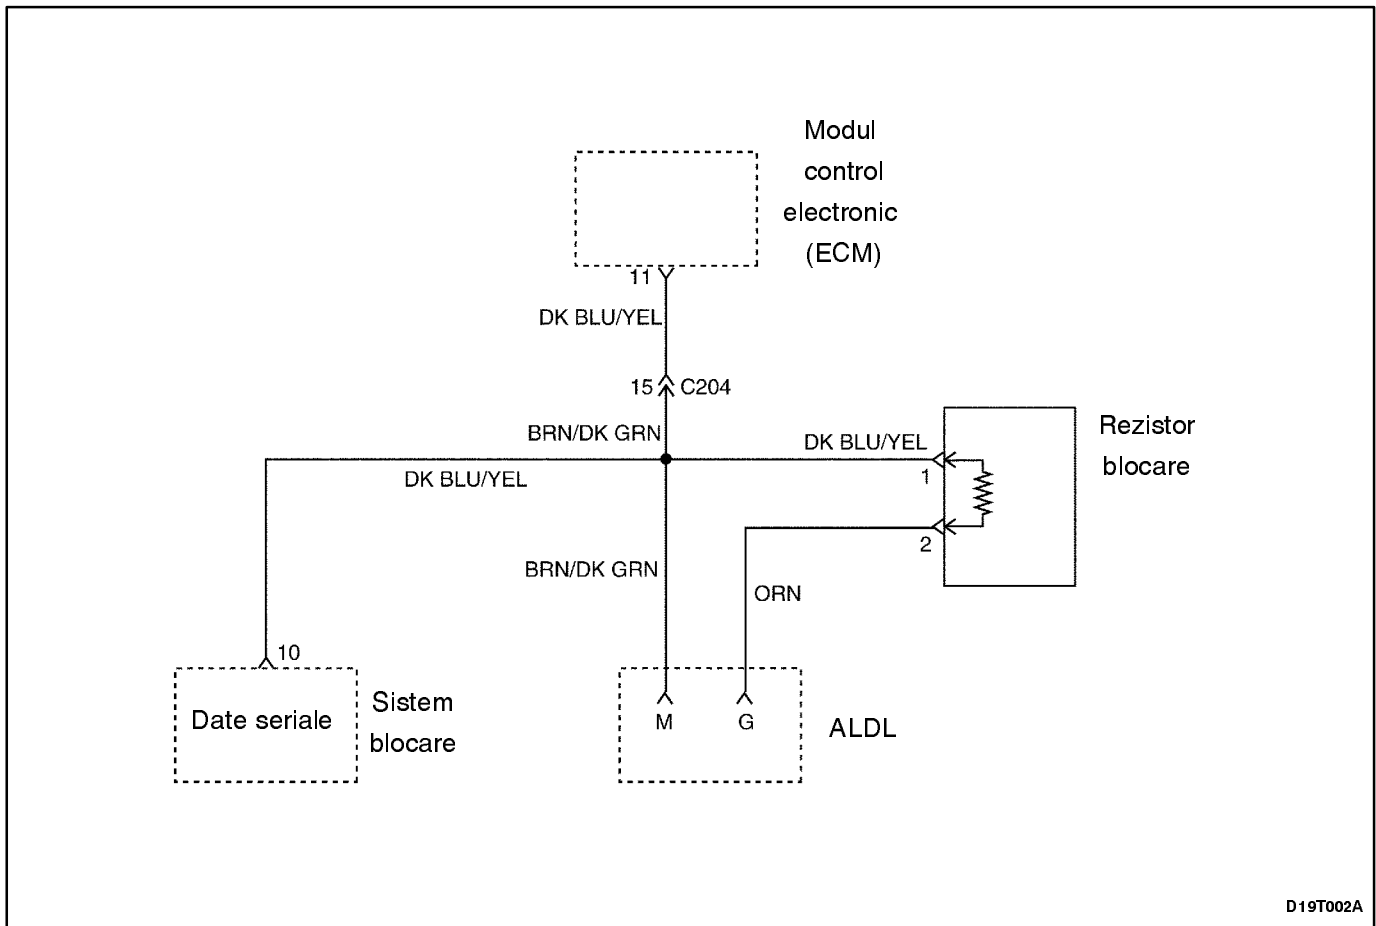 Modul
control
electronic
(ECM)
11
DK BLU/YEL
15 C204
BRN/DK GRN
DK BLU/YEL
Rezistor
blocare
1
DK BLU/YEL
2
BRN/DK GRN
ORN
10
Date seriale
Sistem
blocare
M G
ALDL
D19T002A